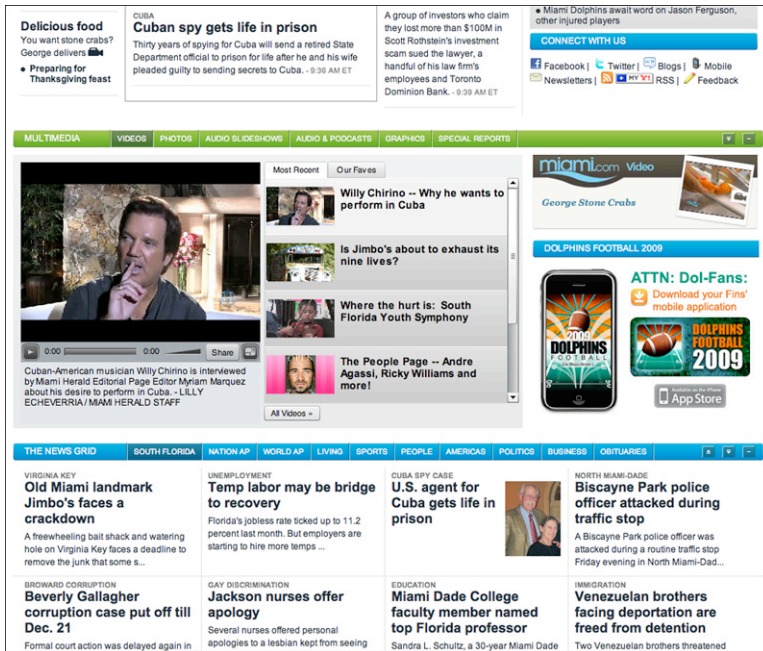 Delicious food
You want stone crabs?
George delivers
Preparing for
Thanksgiving feast
CUBA
Cuban spy gets life in prison
Thirty years of spying for Cuba will send a retired State
Department official to prison for life after he and his wife
pleaded guilty to sending secrets to Cuba. - 9:36 AM ET
A group of investors who claim
they lost more than $100M in
Scott Rothstein's investment
scam sued the lawyer, a
handful of his law firm's
employees and Toronto
Dominion Bank. - 9:39 AM ET
Miami Dolphins await word on Jason Ferguson,
other injured players
CONNECT WITH US
Facebook | Twitter | Blogs | Mobile
Newsletters | MY Y! RSS | Feedback
MULTIMEDIA VIDEOS PHOTOS AUDIO SLIDESHOWS AUDIO & PODCASTS GRAPHICS SPECIAL REPORTS
Most Recent Our Faves
Willy Chirino -- Why he wants to
perform in Cuba
Is Jimbo's about to exhaust its
nine lives?
Where the hurt is: South
Florida Youth Symphony
The People Page -- Andre
Agassi, Ricky Williams and
more!
All Videos »
0:00 0:00 Share
Cuban-American musician Willy Chirino is interviewed
by Miami Herald Editorial Page Editor Myriam Marquez
about his desire to perform in Cuba. - LILLY
ECHEVERRIA / MIAMI HERALD STAFF
miami.com Video
George Stone Crabs
DOLPHINS FOOTBALL 2009
2009
DOLPHINS
FOOTBALL
ATTN: Dol-Fans:
Download your Fins'
mobile application
DOLPHINS
FOOTBALL
2009
Available on the iPhone
App Store
THE NEWS GRID SOUTH FLORIDA NATION AP WORLD AP LIVING SPORTS PEOPLE AMERICAS POLITICS BUSINESS OBITUARIES
VIRGINIA KEY
Old Miami landmark
Jimbo's faces a
crackdown
A freewheeling bait shack and watering
hole on Virginia Key faces a deadline to
remove the junk that some s...
UNEMPLOYMENT
Temp labor may be bridge
to recovery
Florida's jobless rate ticked up to 11.2
percent last month. But employers are
starting to hire more temps ...
CUBA SPY CASE
U.S. agent for
Cuba gets life in
prison
NORTH MIAMI-DADE
Biscayne Park police
officer attacked during
traffic stop
A Biscayne Park police officer was
attacked during a routine traffic stop
Friday evening in North Miami-Dad...
BROWARD CORRUPTION
Beverly Gallagher
corruption case put off till
Dec. 21
Formal court action was delayed again in
GAY DISCRIMINATION
Jackson nurses offer
apology
Several nurses offered personal
apologies to a lesbian kept from seeing
EDUCATION
Miami Dade College
faculty member named
top Florida professor
Sandra L. Schultz, a 30-year Miami Dade
IMMIGRATION
Venezuelan brothers
facing deportation are
freed from detention
Two Venezuelan brothers threatened